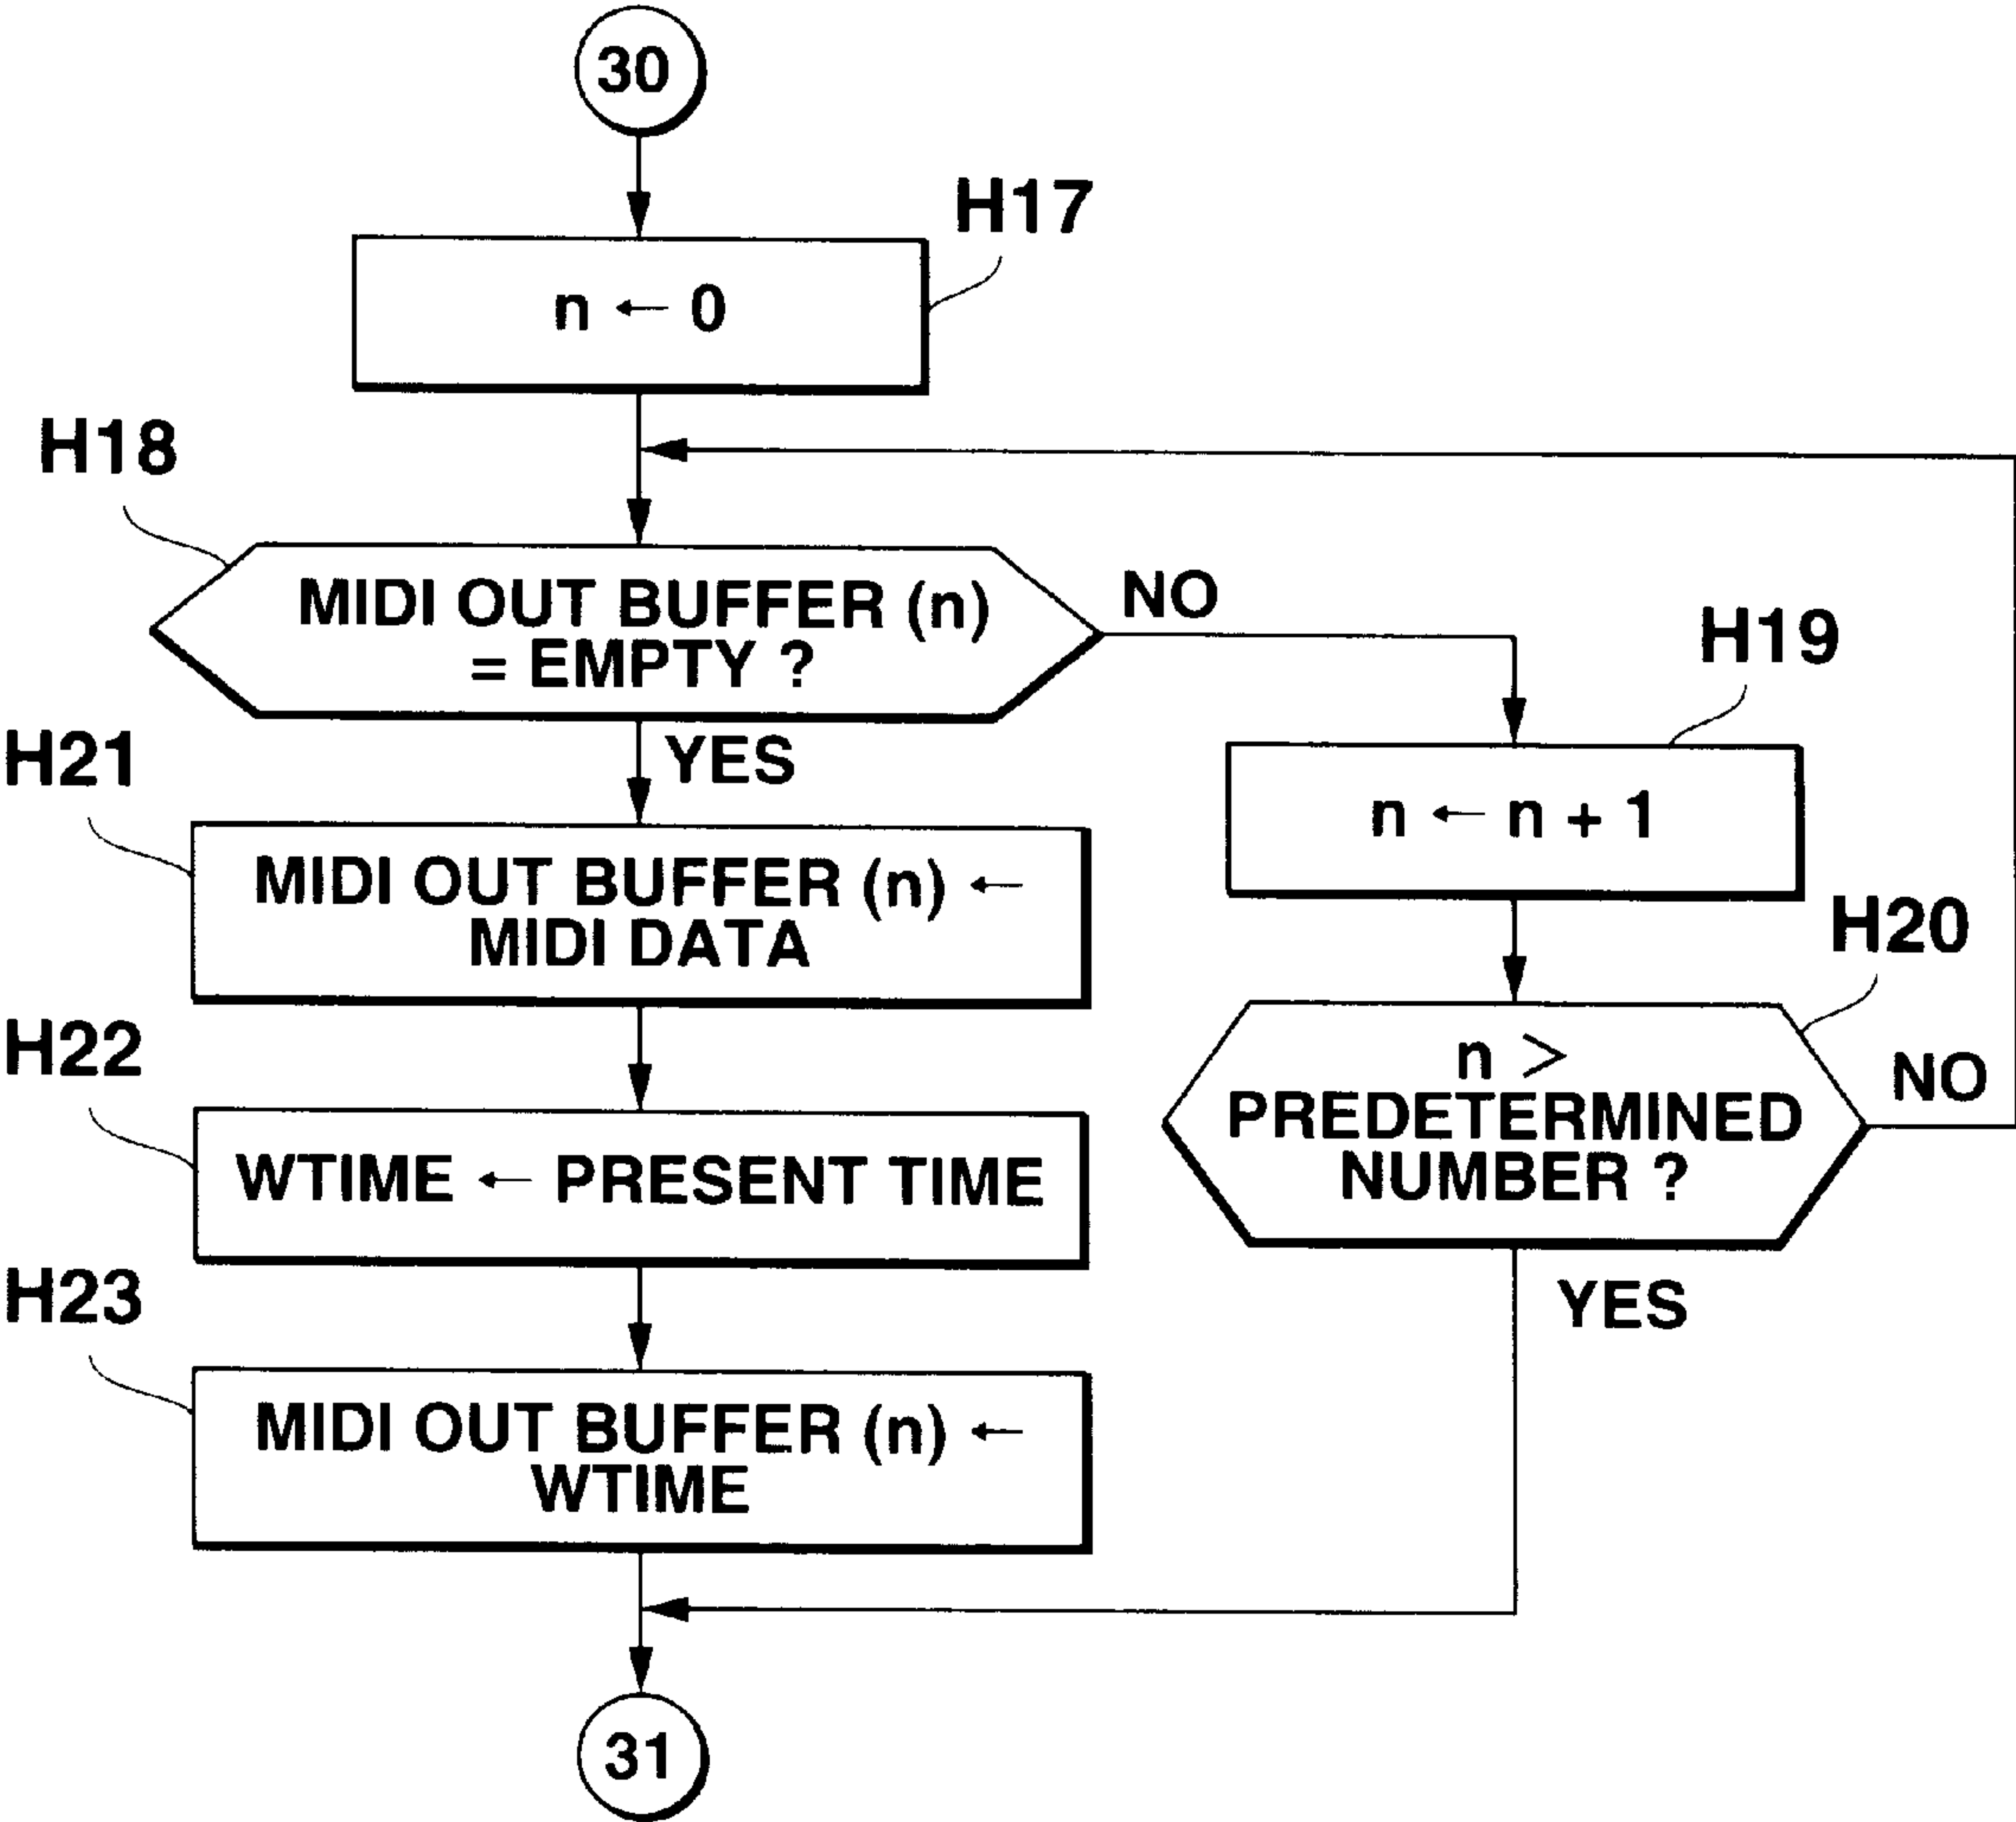 30
H17
n ← 0
H18
MIDI OUT BUFFER (n)
= EMPTY ?
NO
H19
YES
H21
n ← n + 1
MIDI OUT BUFFER (n) ←
MIDI DATA
H20
H22
n >
PREDETERMINED
NUMBER ?
NO
WTIME ← PRESENT TIME
H23
YES
MIDI OUT BUFFER (n) ←
WTIME
31